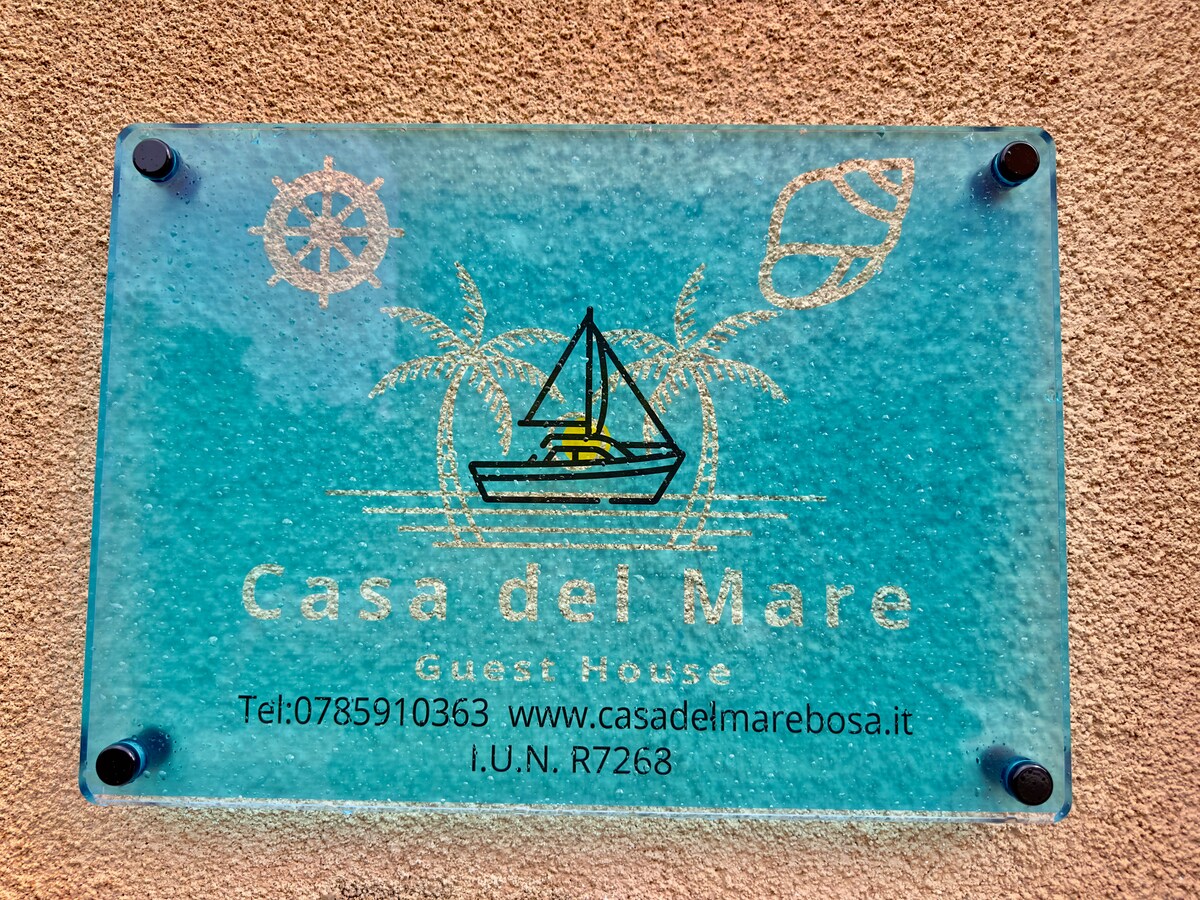 Casa del Mare
Guest House
Tel:0785910363 www.casadelmarebosa.it
I.U.N. R7268